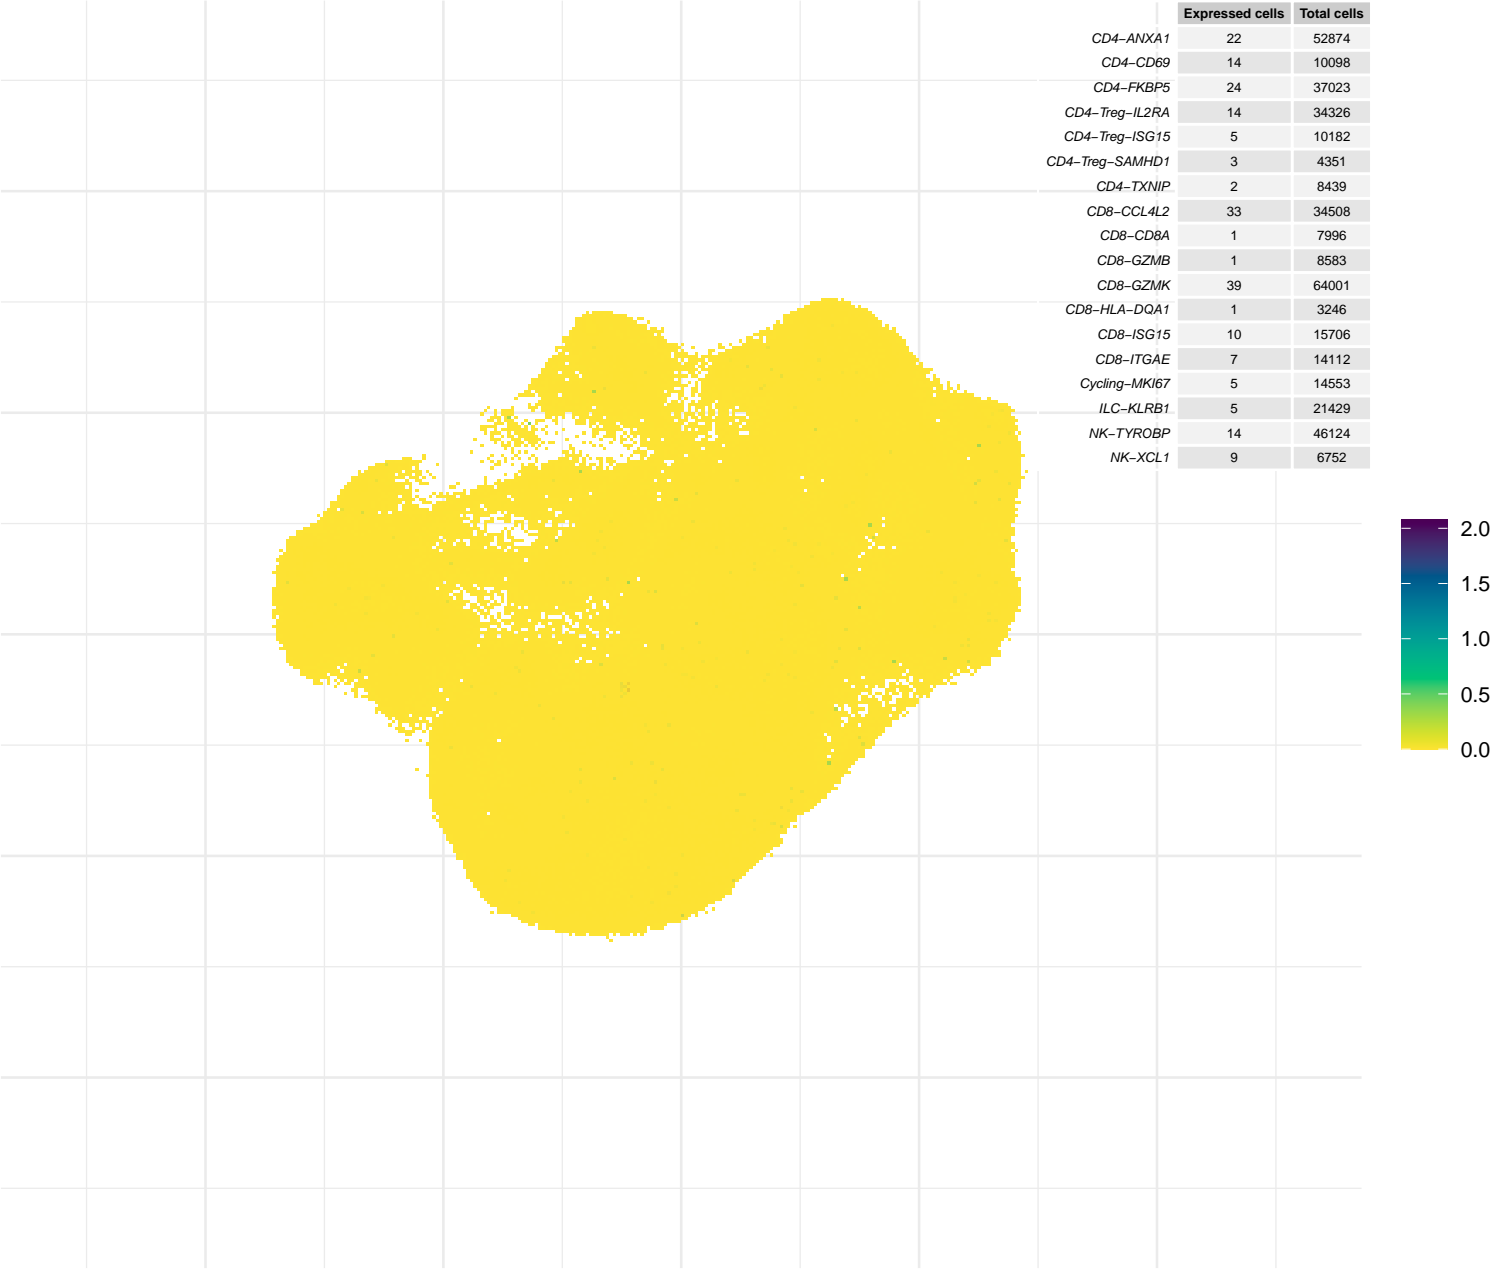 Expressed cells Total cells
CD4−ANXA1 22 52874
CD4−CD69 14 10098
CD4−FKBP5 24 37023
CD4−Treg−IL2RA 14 34326
CD4−Treg−ISG15 5 10182
CD4−Treg−SAMHD1 3 4351
CD4−TXNIP 2 8439
CD8−CCL4L2 33 34508
CD8−CD8A 1 7996
CD8−GZMB 1 8583
CD8−GZMK 39 64001
CD8−HLA−DQA1 1 3246
CD8−ISG15 10 15706
CD8−ITGAE 7 14112
Cycling−MKI67 5 14553
ILC−KLRB1 5 21429
NK−TYROBP 14 46124
NK−XCL1 9 6752
2.0
1.5
1.0
0.5
0.0